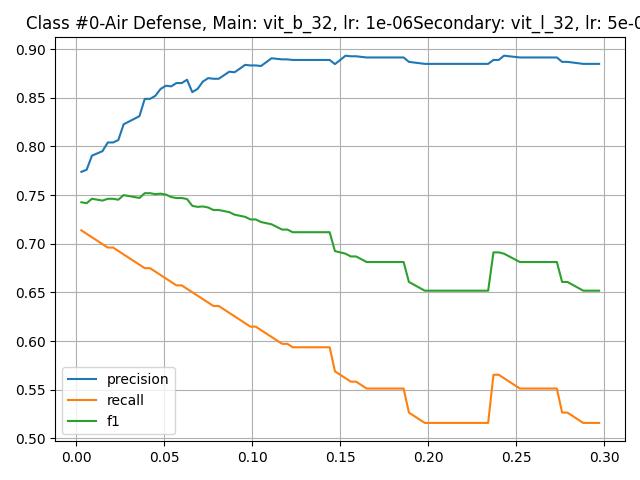 Class #0-Air Defense, Main: vit_b_32, lr: 1e-06Secondary: vit_l_32, lr: 5e-0
0.90
0.85
0.80
0.75
0.70
0.65
0.60
0.55
0.50
precision
recall
f1
0.00 0.05 0.10 0.15 0.20 0.25 0.30